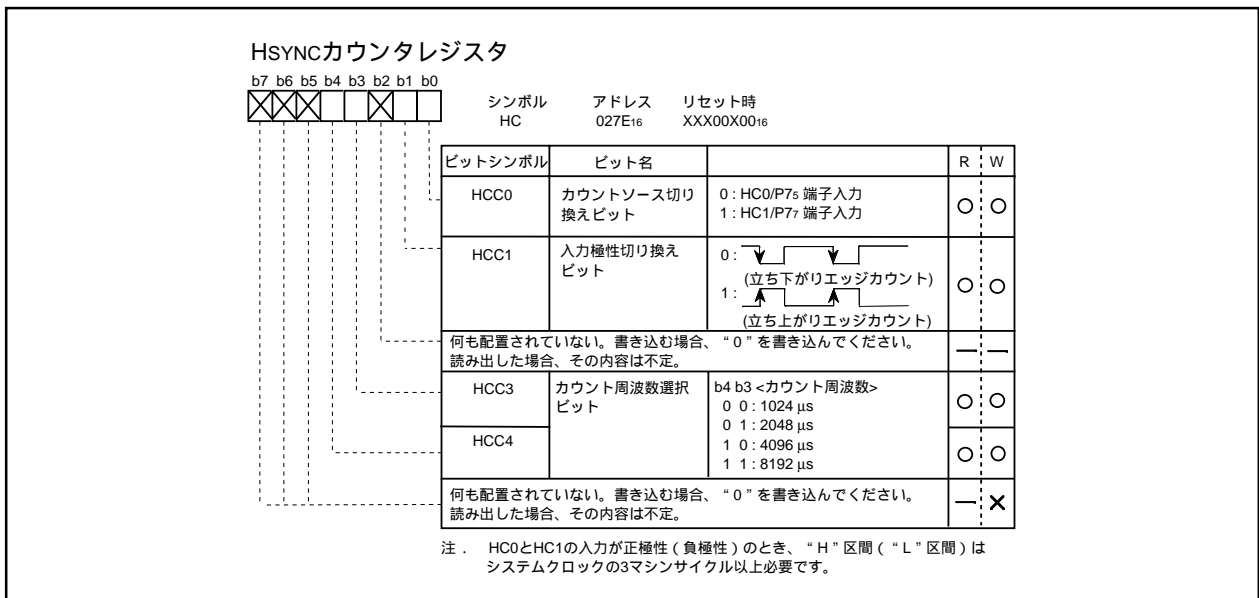 HSYNCカウンタレジスタ
b7 b6 b5 b4 b3 b2 b1 b0
シンボル アドレス リセット時
HC 027E16 XXX00X0016
ビットシンボル ビット名 R W
HCC0 カウントソース切り換えビット 0 : HC0/P75 端子入力
1 : HC1/P77 端子入力
HCC1 入力極性切り換えビット 0 :
(立ち下がりエッジカウント)
1 :
(立ち上がりエッジカウント)
何も配置されていない。書き込む場合、“0”を書き込んでください。
読み出した場合、その内容は不定。
HCC3 カウント周波数選択ビット b4 b3 <カウント周波数>
0 0 : 1024 μs
0 1 : 2048 μs
HCC4 1 0 : 4096 μs
1 1 : 8192 μs
何も配置されていない。書き込む場合、“0”を書き込んでください。
読み出した場合、その内容は不定。
注． HC0とHC1の入力が正極性（負極性）のとき、“H”区間（“L”区間）は
システムクロックの3マシンサイクル以上必要です。